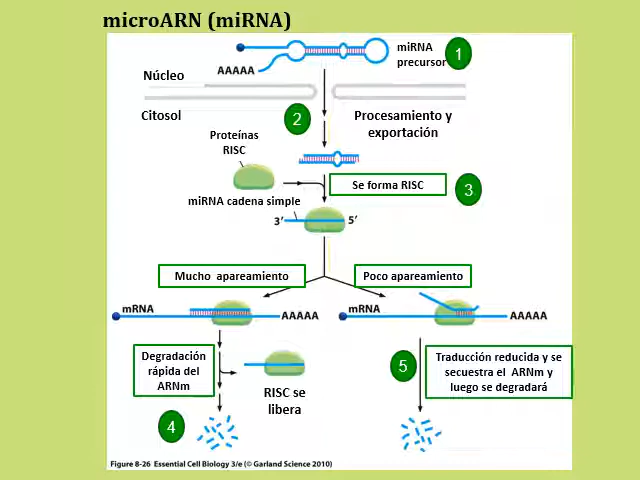 microARN (miRNA)
miRNA
precursor
1
AAAAA
Núcleo
Citosol
2
Procesamiento y
exportación
Proteínas
RISC
Se forma RISC
3
miRNA cadena simple
3’
5’
Mucho apareamiento
Poco apareamiento
mRNA
AAAAA
mRNA
AAAAA
Degradación
rápida del
ARNm
RISC se
libera
4
5
Traducción reducida y se
secuestra el ARNm y
luego se degradará
Figure 8-26 Essential Cell Biology 3/e (© Garland Science 2010)